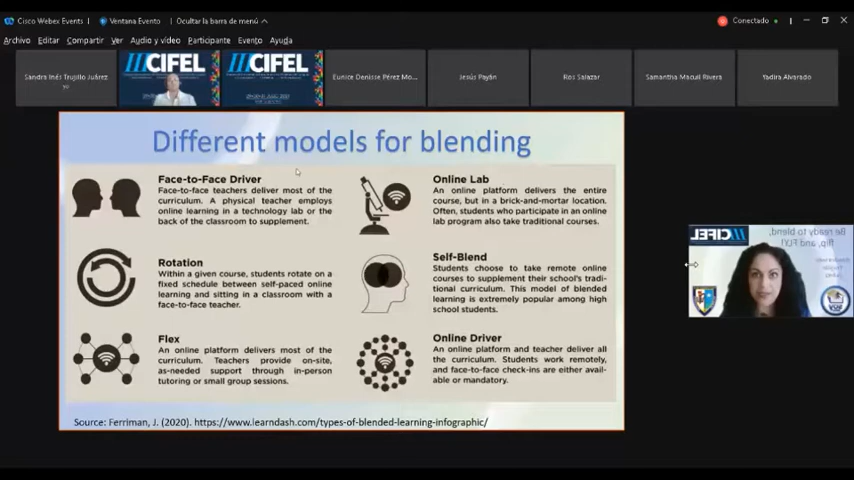 Cisco Webex Events
Ventana Evento
Ocultar la barra de menú
Conectado
Archivo Editar Compartir Ver Audio y video Participante Evento Ayuda
Sandra Inés Trujillo Juárez
CIFEL
CIFEL
Eunice Denisse Pérez Mo...
Jesús Payán
Ros Salazar
Samantha Macuil Rivera
Yadira Alvarado
Different models for blending
Face-to-Face Driver
Face-to-face teachers deliver most of the
curriculum. A physical teacher employs
online learning in a technology lab or the
back of the classroom to supplement.
Online Lab
An online platform delivers the entire
course, but in a brick-and-mortar location.
Often, students who participate in an online
lab program also take traditional courses.
Rotation
Within a given course, students rotate on a
fixed schedule between self-paced online
learning and sitting in a classroom with a
face-to-face teacher.
Self-Blend
Students choose to take remote online
courses to supplement their school's tradi-
tional curriculum. This model of blended
learning is extremely popular among high
school students.
Flex
An online platform delivers most of the
curriculum. Teachers provide on-site,
as-needed support through in-person
tutoring or small group sessions.
Online Driver
An online platform and teacher deliver all
the curriculum. Students work remotely,
and face-to-face check-ins are either avail-
able or mandatory.
Source: Ferriman, J. (2020). https://www.learndash.com/types-of-blended-learning-infographic/
CIFEL
Be ready to blend,
flip, and FLY!